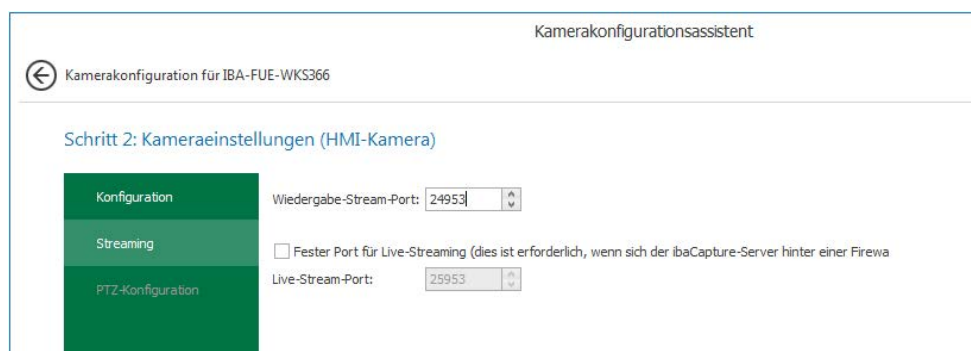 Kamerakonfigurationsassistent
Kamerakonfiguration für IBA-FUE-WKS366
Schritt 2: Kameraeinstellungen (HMI-Kamera)
Konfiguration
Wiedergabe-Stream-Port: 24953
Streaming
Fester Port für Live-Streaming (dies ist erforderlich, wenn sich der ibaCapture-Server hinter einer Firewa
Live-Stream-Port: 25953
PTZ-Konfiguration